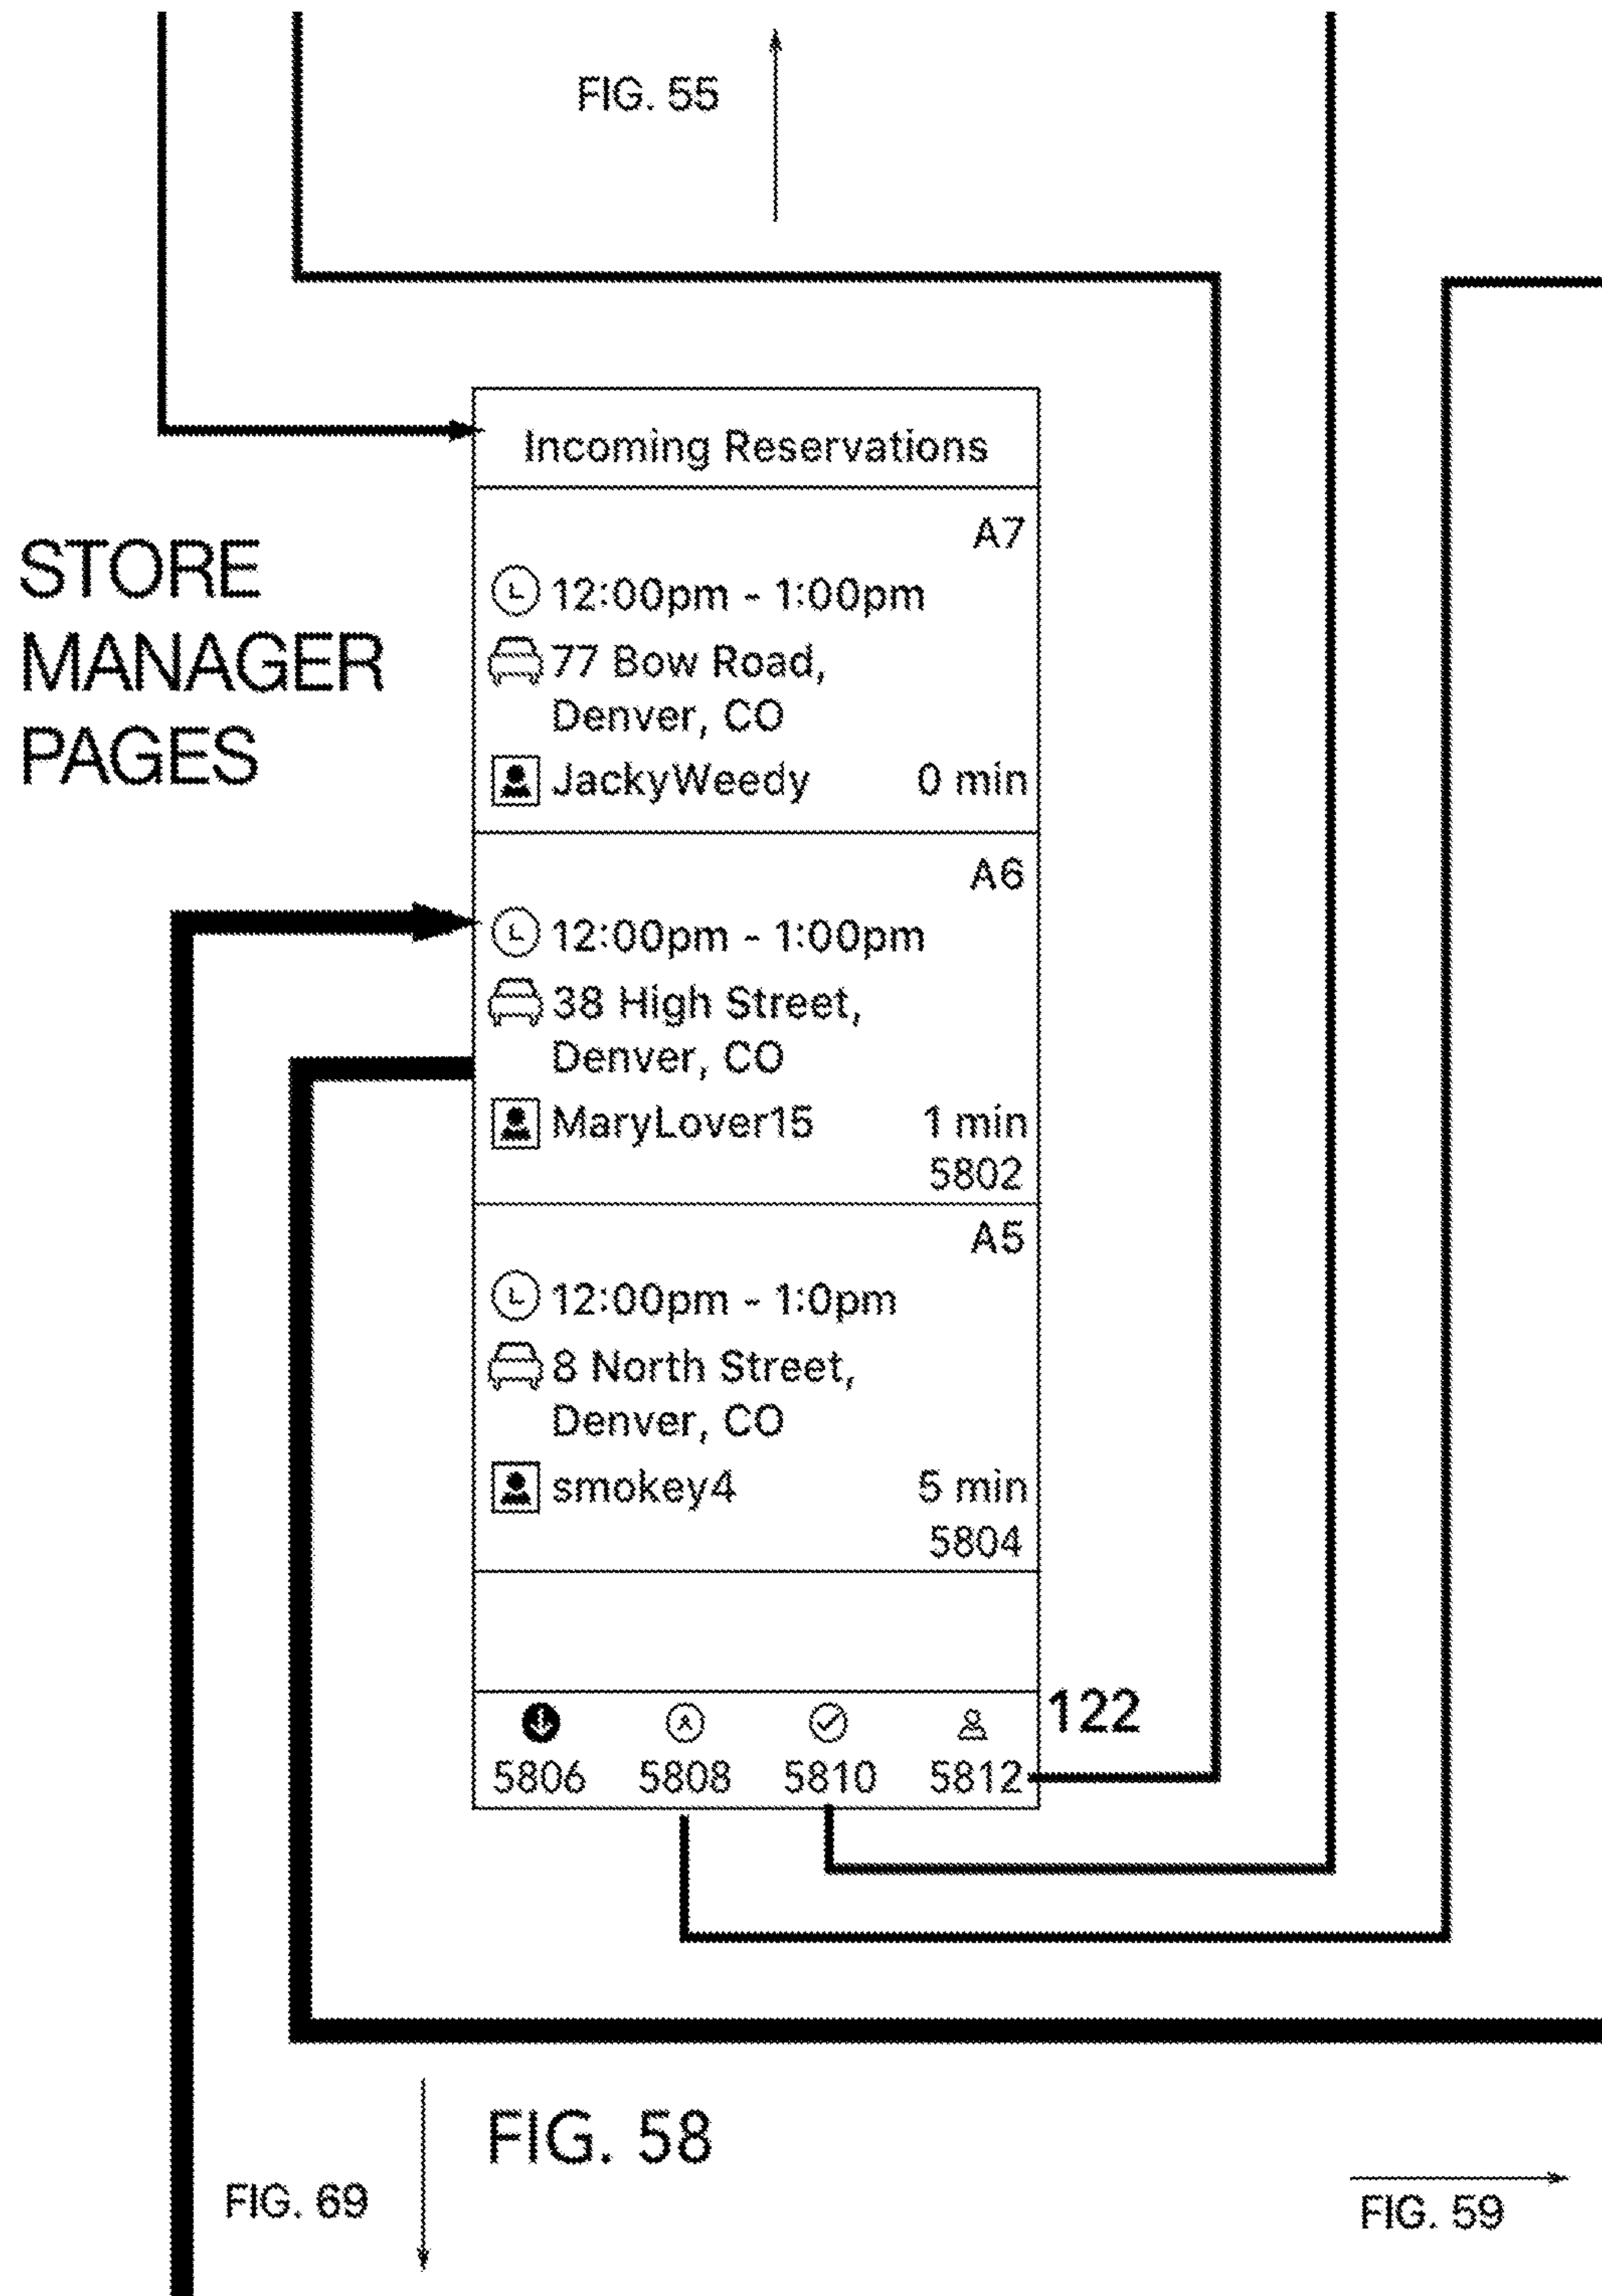 FIG. 55
Incoming Reservations
STORE
MANAGER
PAGES
A7
12:00pm - 1:00pm
77 Bow Road,
Denver, CO
JackyWeedy 0 min
A6
12:00pm - 1:00pm
38 High Street,
Denver, CO
MaryLover15 1 min
5802
A5
12:00pm - 1:0pm
8 North Street,
Denver, CO
smokey4 5 min
5804
122
5806 5808 5810 5812
FIG. 58
FIG. 69
FIG. 59